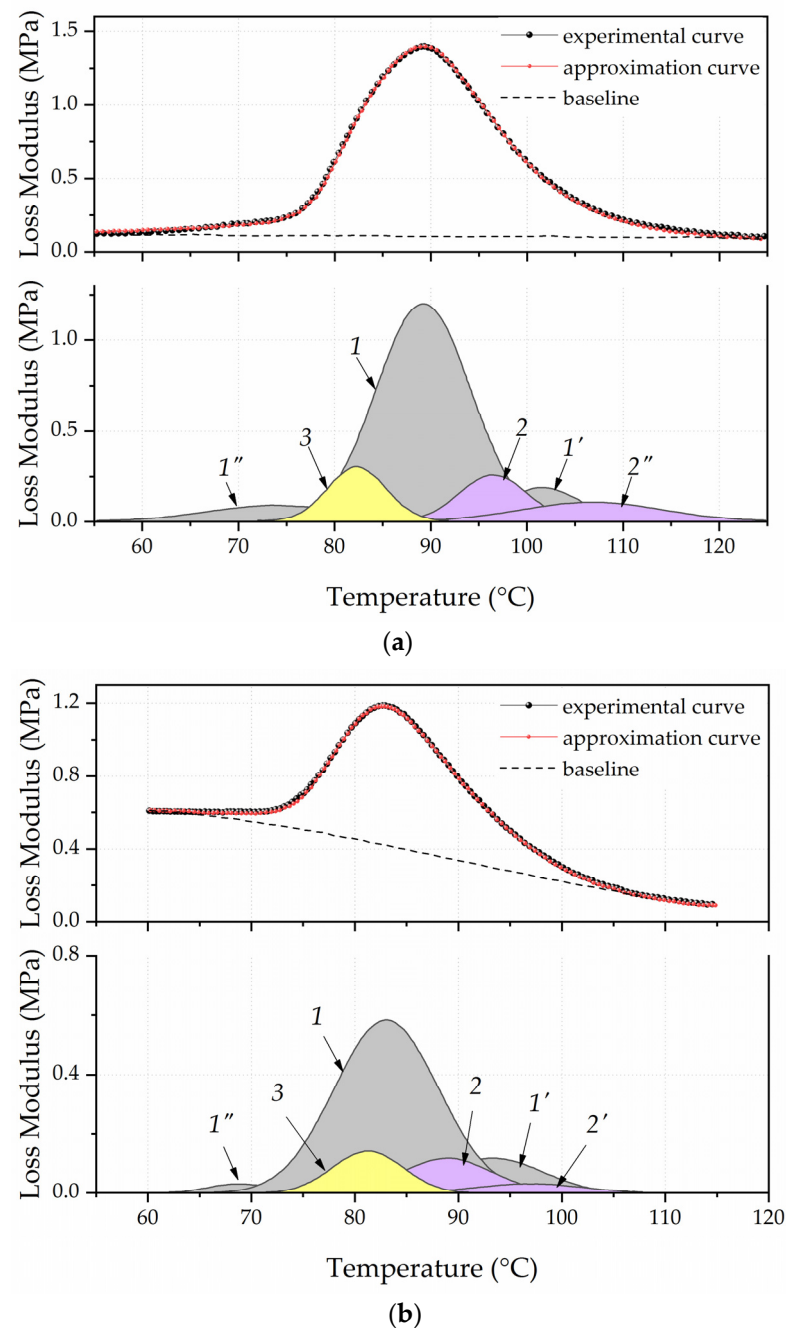 Loss Modulus (MPa)
1.5
1.0
0.5
0.0
experimental curve
approximation curve
baseline
Loss Modulus (MPa)
1.0
0.5
0.0
1″
3
1
2
1′
2″
60 70 80 90 100 110 120
Temperature (°C)
(a)
Loss Modulus (MPa)
1.2
0.8
0.4
0.0
experimental curve
approximation curve
baseline
Loss Modulus (MPa)
0.8
0.4
0.0
1″
3
1
2
1′
2′
60 70 80 90 100 110 120
Temperature (°C)
(b)